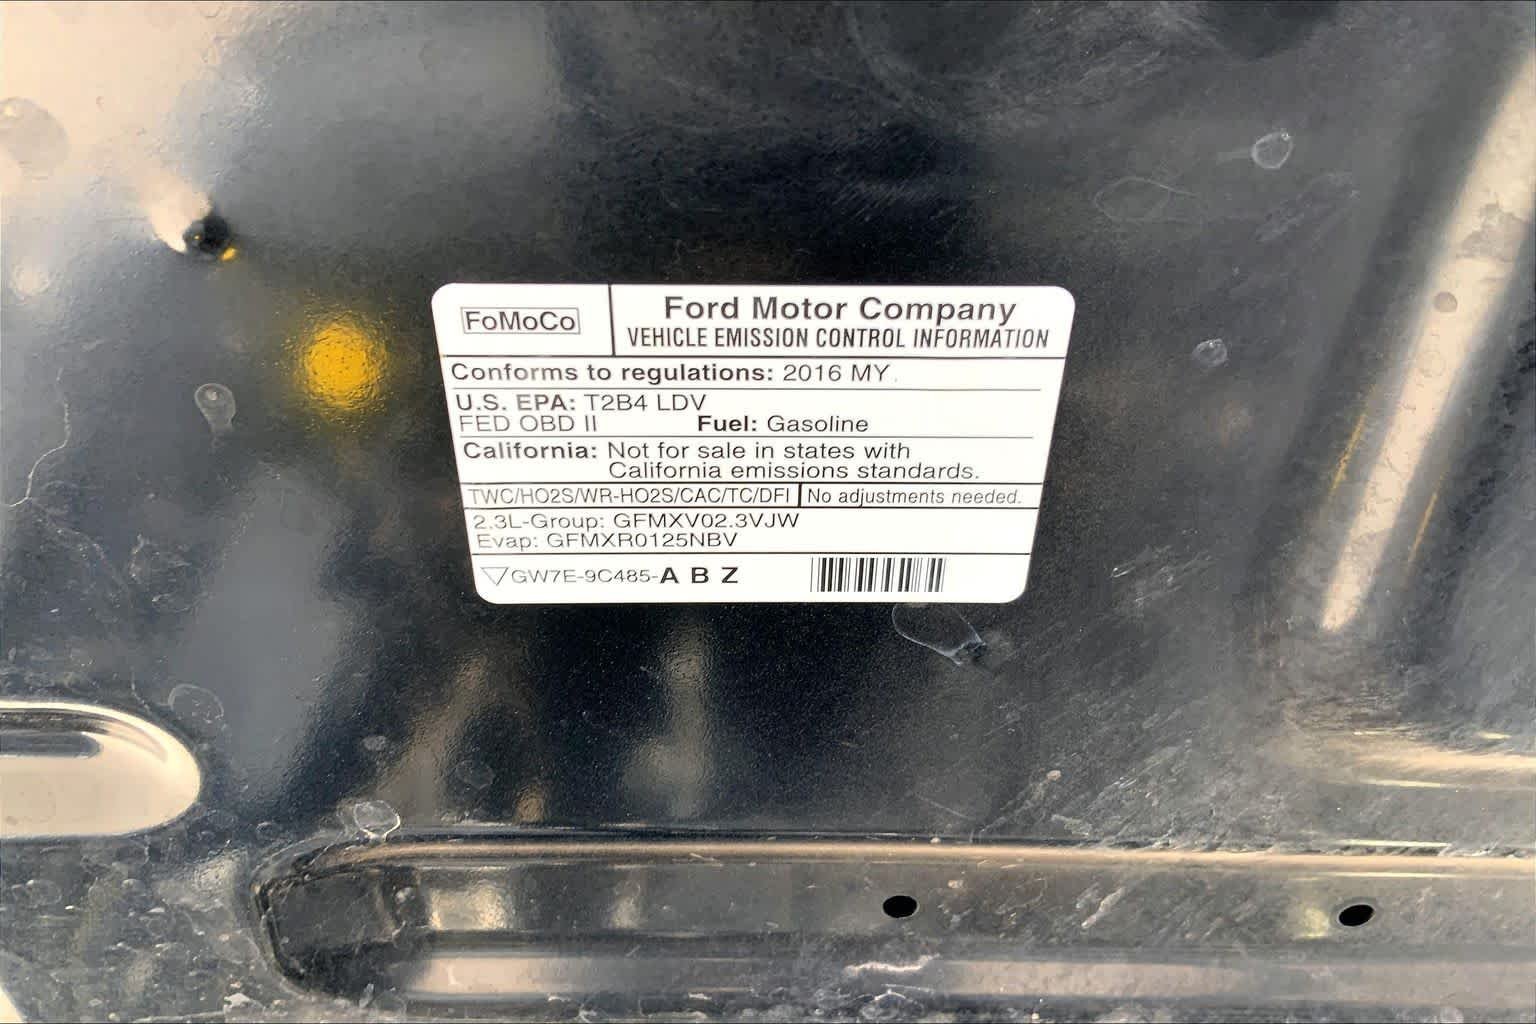 FoMoCo
Ford Motor Company
VEHICLE EMISSION CONTROL INFORMATION
Conforms to regulations: 2016 MY.
U.S. EPA: T2B4 LDV
FED OBD II Fuel: Gasoline
California: Not for sale in states with
California emissions standards.
TWC/HO2S/WR-HO2S/CAC/TC/DFI No adjustments needed.
2.3L-Group: GFMXV02.3VJW
Evap: GFMXR0125NBV
GW7E-9C485-A B Z